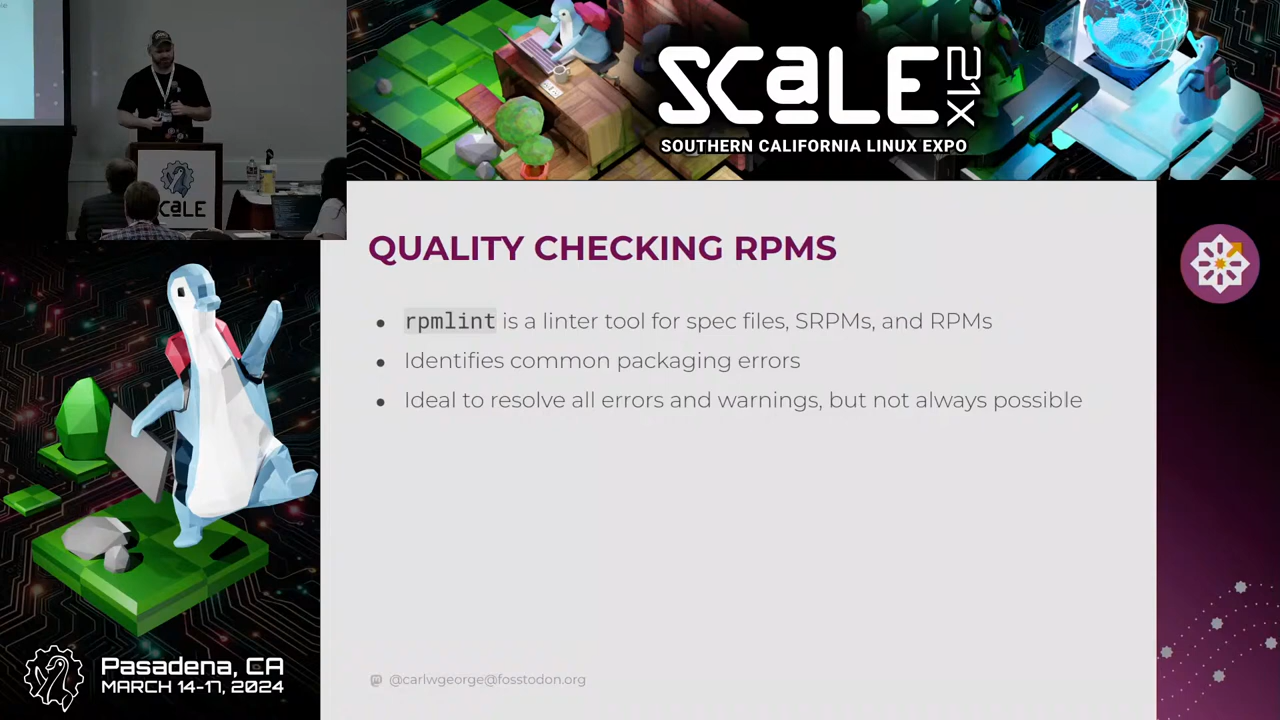 SCALE 21X
SOUTHERN CALIFORNIA LINUX EXPO
SCALE
QUALITY CHECKING RPMS
• rpmlint is a linter tool for spec files, SRPMs, and RPMs
• Identifies common packaging errors
• Ideal to resolve all errors and warnings, but not always possible
@carlwgeorge@fosstodon.org
Pasadena, CA
MARCH 14-17, 2024